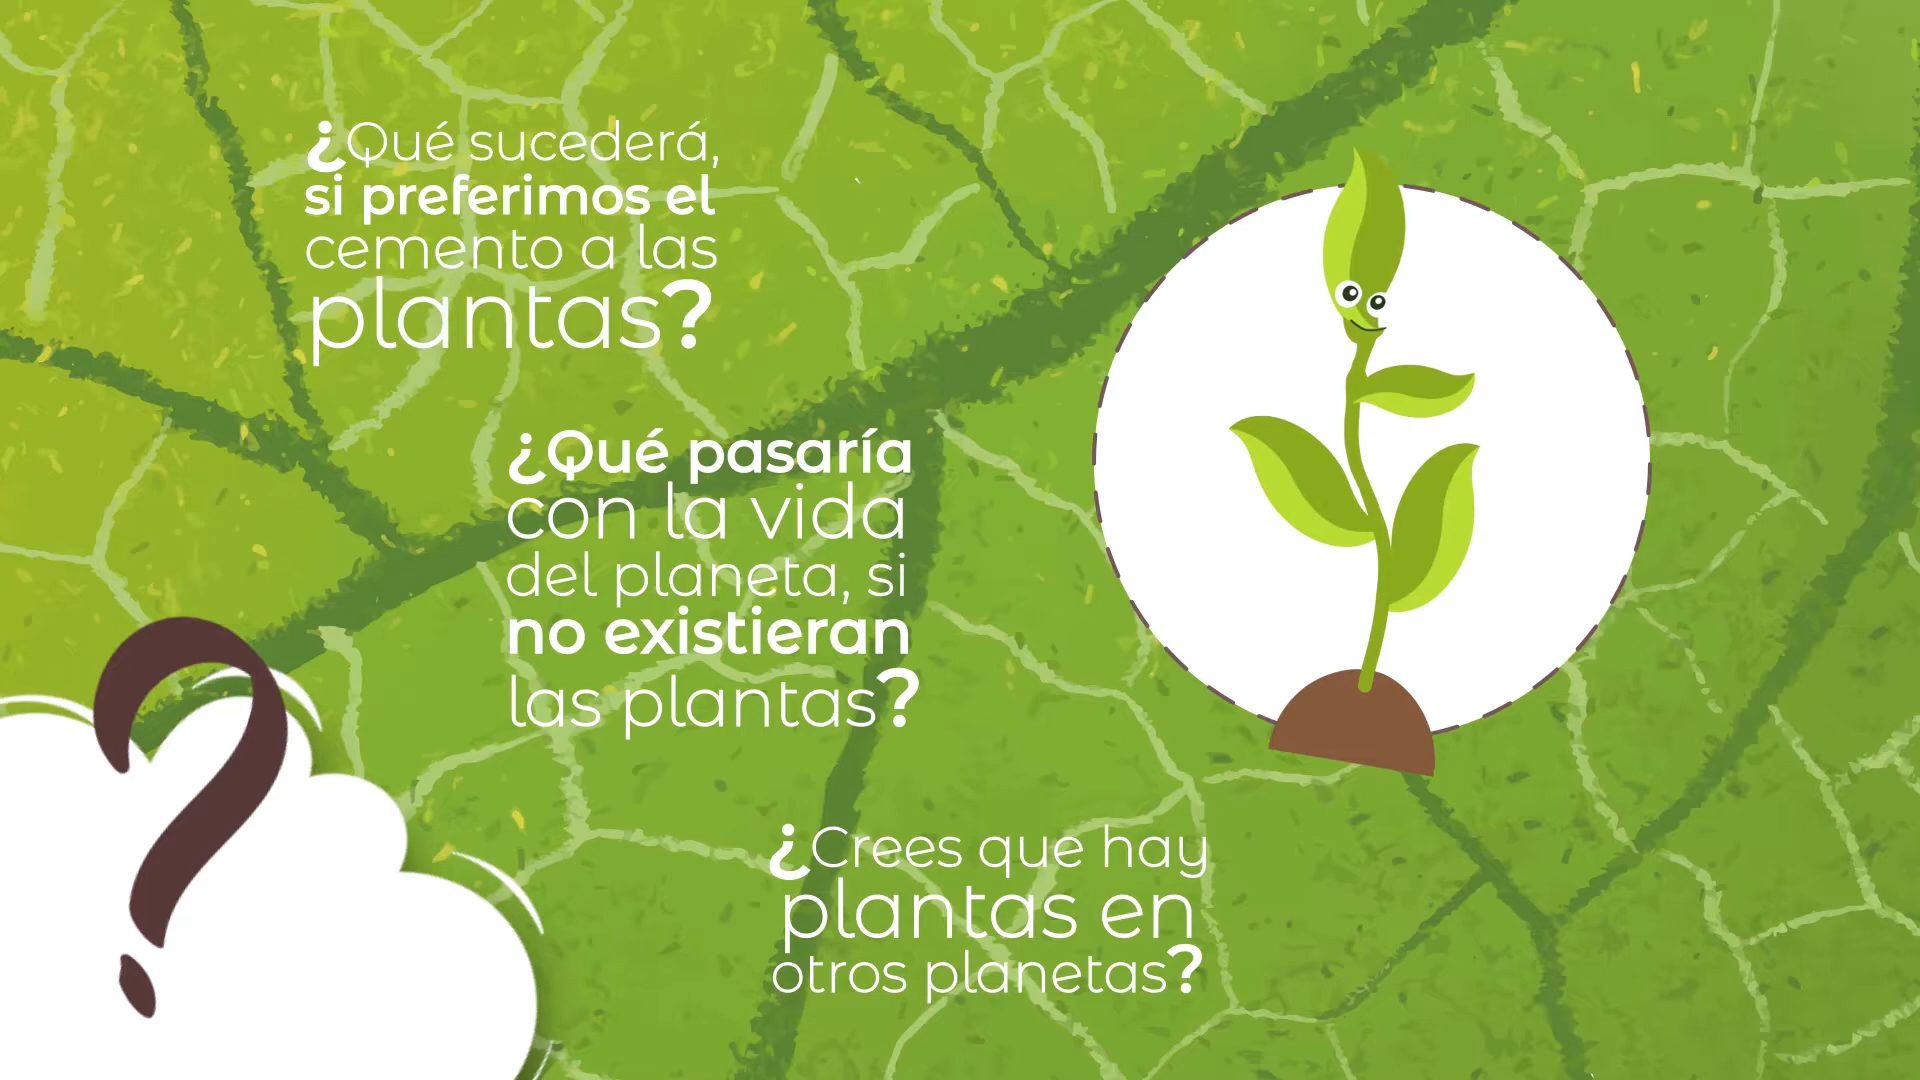 ¿Qué sucederá,
si preferimos el
cemento a las
plantas?
¿Qué pasaría
con la vida
del planeta, si
no existieran
las plantas?
¿Crees que hay
plantas en
otros planetas?
?